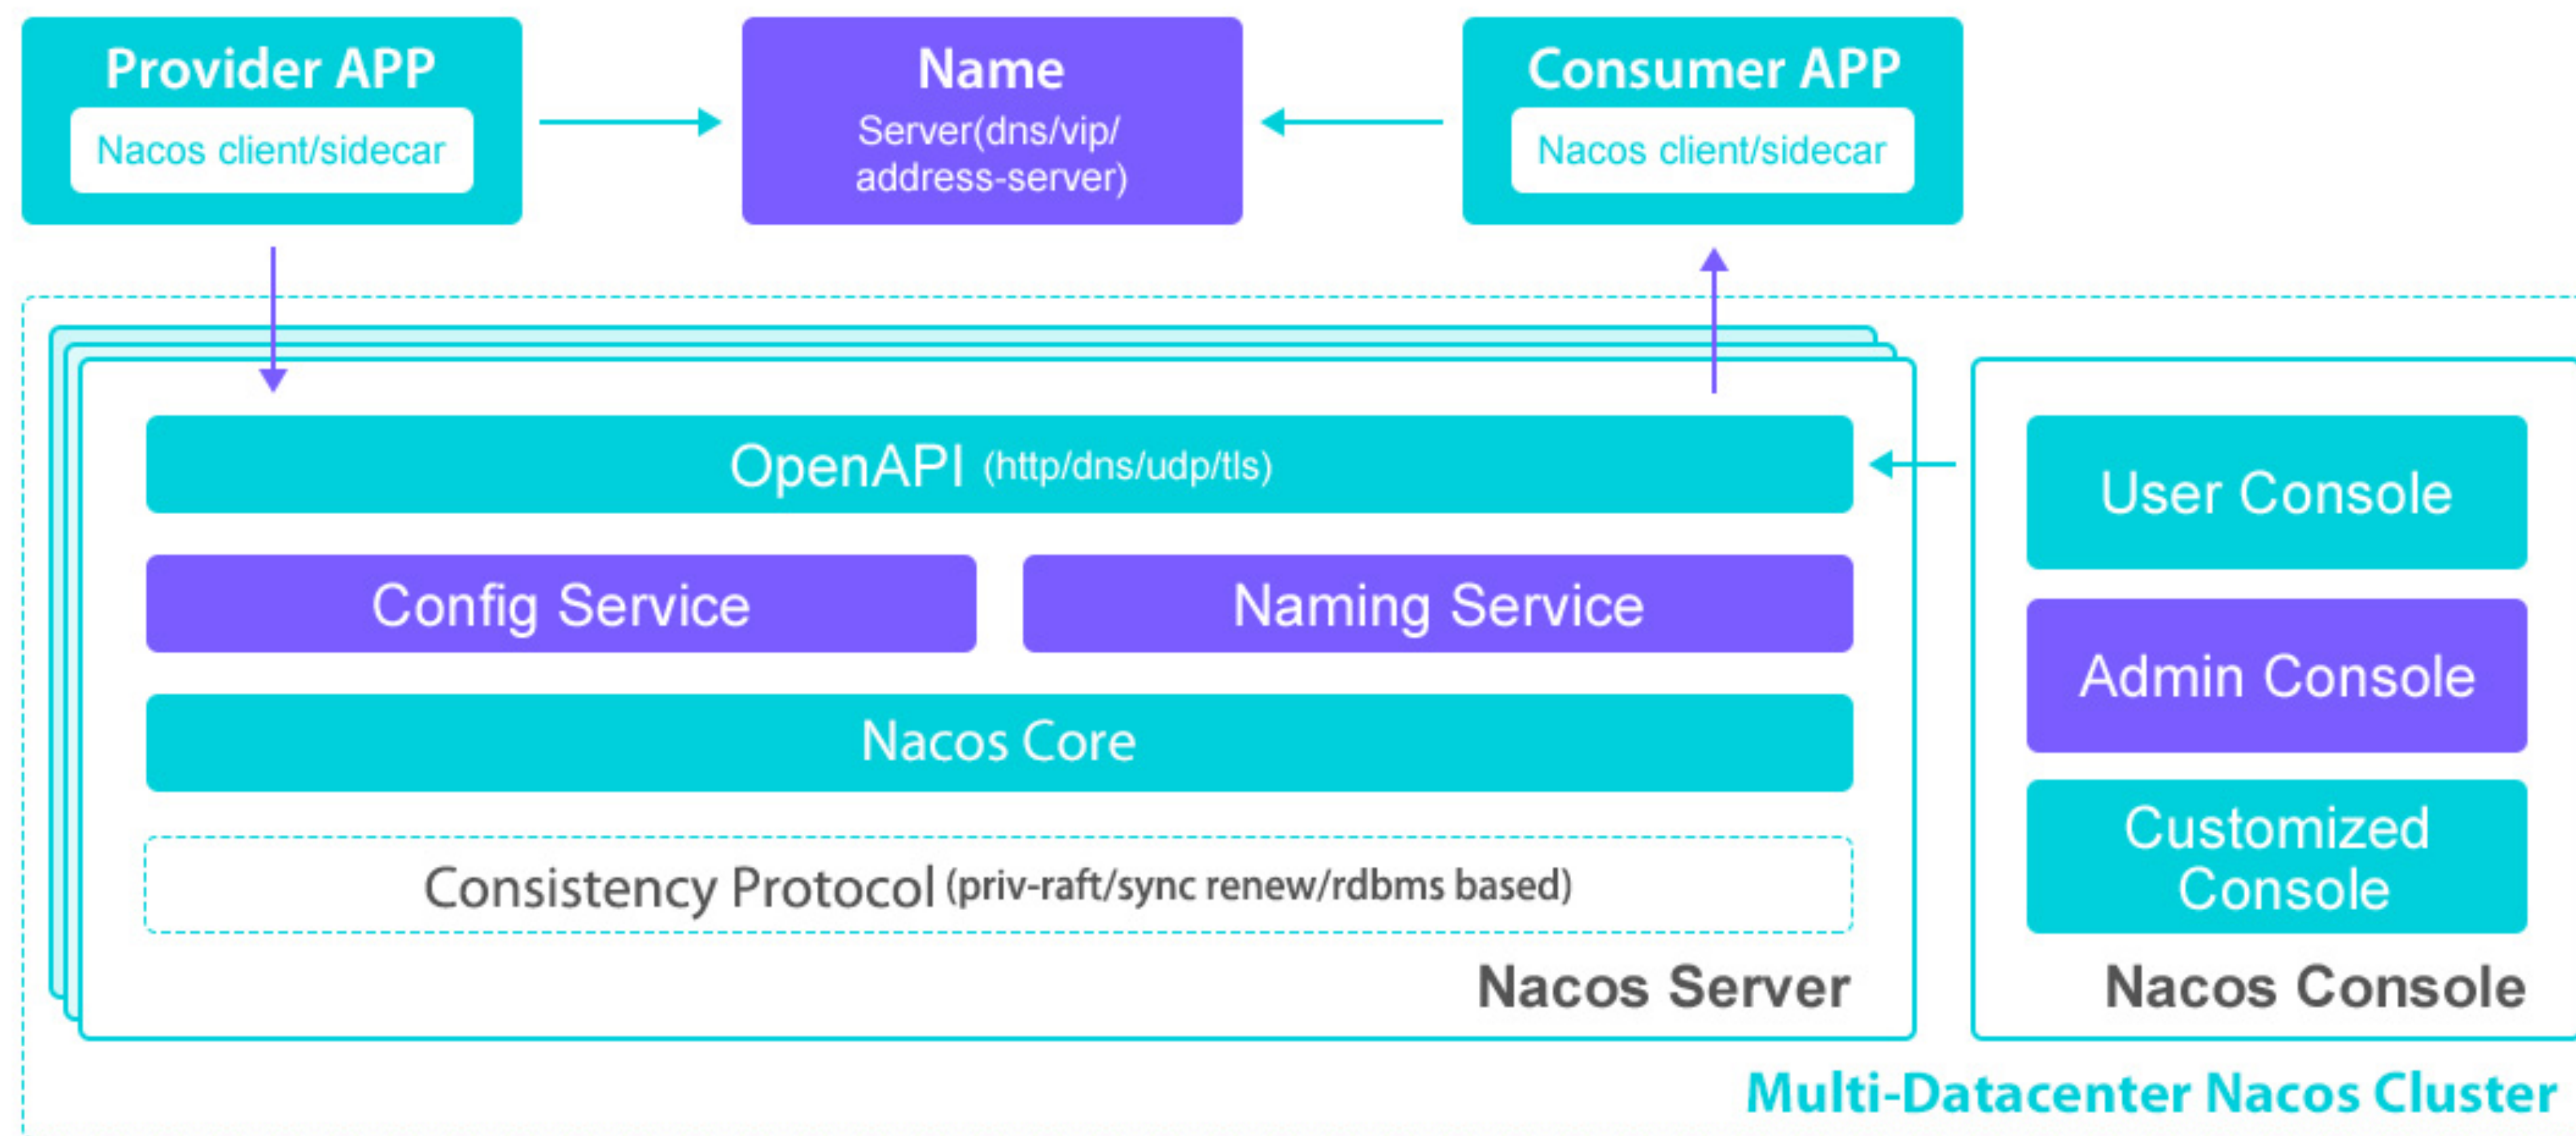 Provider APP
Nacos client/sidecar
Name
Server(dns/vip/
address-server)
Consumer APP
Nacos client/sidecar
OpenAPI (http/dns/udp/tls)
Config Service
Naming Service
Nacos Core
Consistency Protocol (priv-raft/sync renew/rdbms based)
Nacos Server
User Console
Admin Console
Customized
Console
Nacos Console
Multi-Datacenter Nacos Cluster